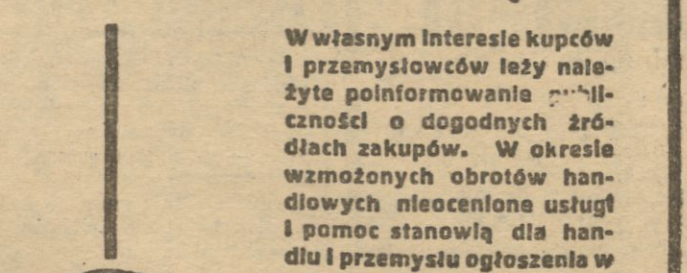 W własnym interesie kupców
i przemysłowców leży nale-
żyte poinformowanie publi-
czności o dogodnych źró-
dłach zakupów. W okresie
wzmożonych obrotów han-
dlowych nieocenione usługi
i pomoc stanowią dla han-
dlu i przemysłu ogłoszenia w